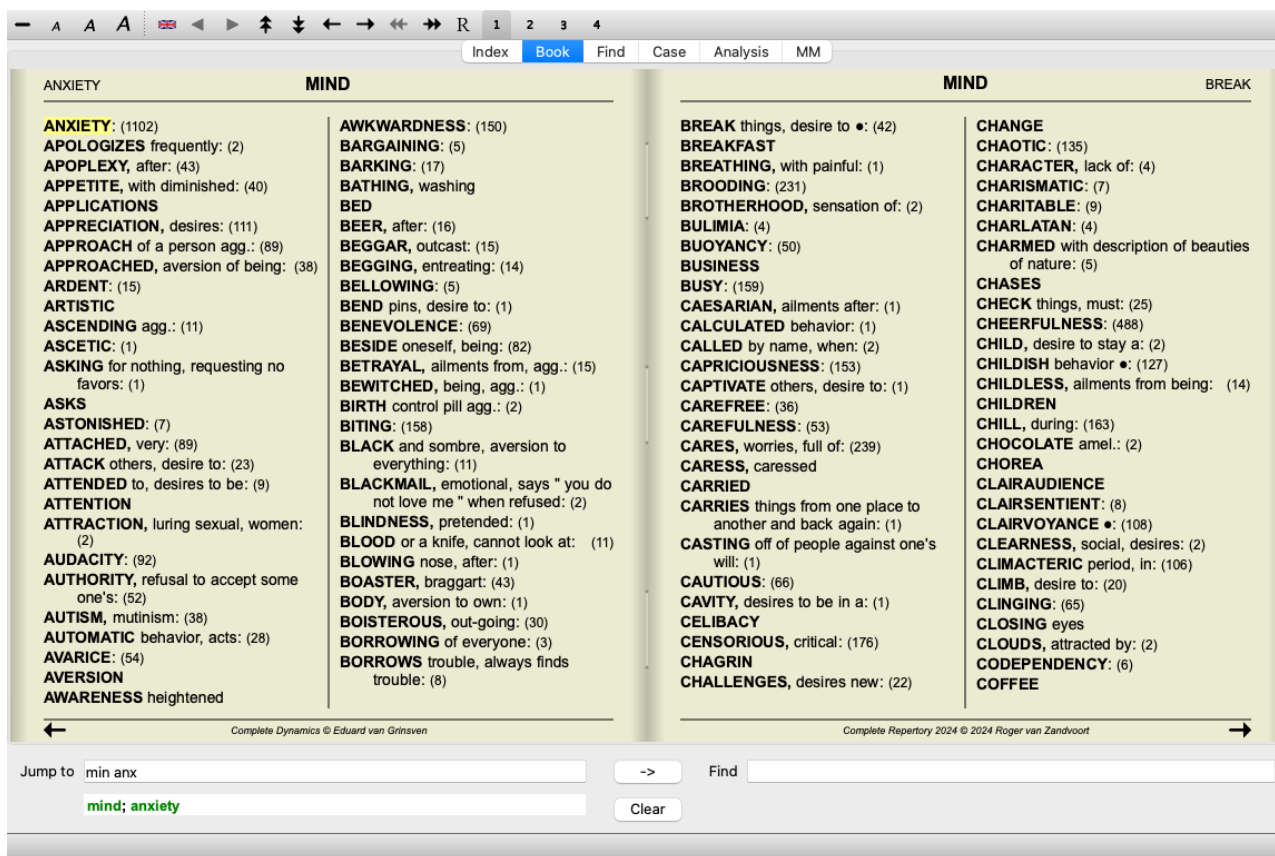 A A A R 1 2 3 4
Index Book Find Case Analysis MM
ANXIETY MIND
ANXIETY: (1102)
APOLOGIZES frequently: (2)
APOPLEXY, after: (43)
APPETITE, with diminished: (40)
APPLICATIONS
APPRECIATION, desires: (111)
APPROACH of a person agg.: (89)
APPROACHED, aversion of being: (38)
ARDENT: (15)
ARTISTIC
ASCENDING agg.: (11)
ASCETIC: (1)
ASKING for nothing, requesting no
favors: (1)
ASKS
ASTONISHED: (7)
ATTACHED, very: (89)
ATTACK others, desire to: (23)
ATTENDED to, desires to be: (9)
ATTENTION
ATTRACTION, luring sexual, women:
(2)
AUDACITY: (92)
AUTHORITY, refusal to accept some
one's: (52)
AUTISM, mutinism: (38)
AUTOMATIC behavior, acts: (28)
AVARICE: (54)
AVERSION
AWARENESS heightened
AWKWARDNESS: (150)
BARGAINING: (5)
BARKING: (17)
BATHING, washing
BED
BEER, after: (16)
BEGGAR, outcast: (15)
BEGGING, entreating: (14)
BELLOWING: (5)
BEND pins, desire to: (1)
BENEVOLENCE: (69)
BESIDE oneself, being: (82)
BETRAYAL, ailments from, agg.: (15)
BEWITCHED, being, agg.: (1)
BIRTH control pill agg.: (2)
BITING: (158)
BLACK and sombre, aversion to
everything: (11)
BLACKMAIL, emotional, says " you do
not love me " when refused: (2)
BLINDNESS, pretended: (1)
BLOOD or a knife, cannot look at: (11)
BLOWING nose, after: (1)
BOASTER, braggart: (43)
BODY, aversion to own: (1)
BOISTEROUS, out-going: (30)
BORROWING of everyone: (3)
BORROWS trouble, always finds
trouble: (8)
Complete Dynamics © Eduard van Grinsven
MIND BREAK
BREAK things, desire to ●: (42)
BREAKFAST
BREATHING, with painful: (1)
BROODING: (231)
BROTHERHOOD, sensation of: (2)
BULIMIA: (4)
BUOYANCY: (50)
BUSINESS
BUSY: (159)
CAESARIAN, ailments after: (1)
CALCULATED behavior: (1)
CALLED by name, when: (2)
CAPRICIOUSNESS: (153)
CAPTIVATE others, desire to: (1)
CAREFREE: (36)
CAREFULNESS: (53)
CARES, worries, full of: (239)
CARESS, caressed
CARRIED
CARRIES things from one place to
another and back again: (1)
CASTING off of people against one's
will: (1)
CAUTIOUS: (66)
CAVITY, desires to be in a: (1)
CELIBACY
CENSORIOUS, critical: (176)
CHAGRIN
CHALLENGES, desires new: (22)
CHANGE
CHAOTIC: (135)
CHARACTER, lack of: (4)
CHARISMATIC: (7)
CHARITABLE: (9)
CHARLATAN: (4)
CHARMED with description of beauties
of nature: (5)
CHASES
CHECK things, must: (25)
CHEERFULNESS: (488)
CHILD, desire to stay a: (2)
CHILDISH behavior ●: (127)
CHILDLESS, ailments from being: (14)
CHILDREN
CHILL, during: (163)
CHOCOLATE amel.: (2)
CHOREA
CLAIRAUDIENCE
CLAIRSENTIENT: (8)
CLAIRVOYANCE ●: (108)
CLEARNESS, social, desires: (2)
CLIMACTERIC period, in: (106)
CLIMB, desire to: (20)
CLINGING: (65)
CLOSING eyes
CLOUDS, attracted by: (2)
CODEPENDENCY: (6)
COFFEE
Complete Repertory 2024 © 2024 Roger van Zandvoort
Jump to min anx -> Find
mind; anxiety Clear